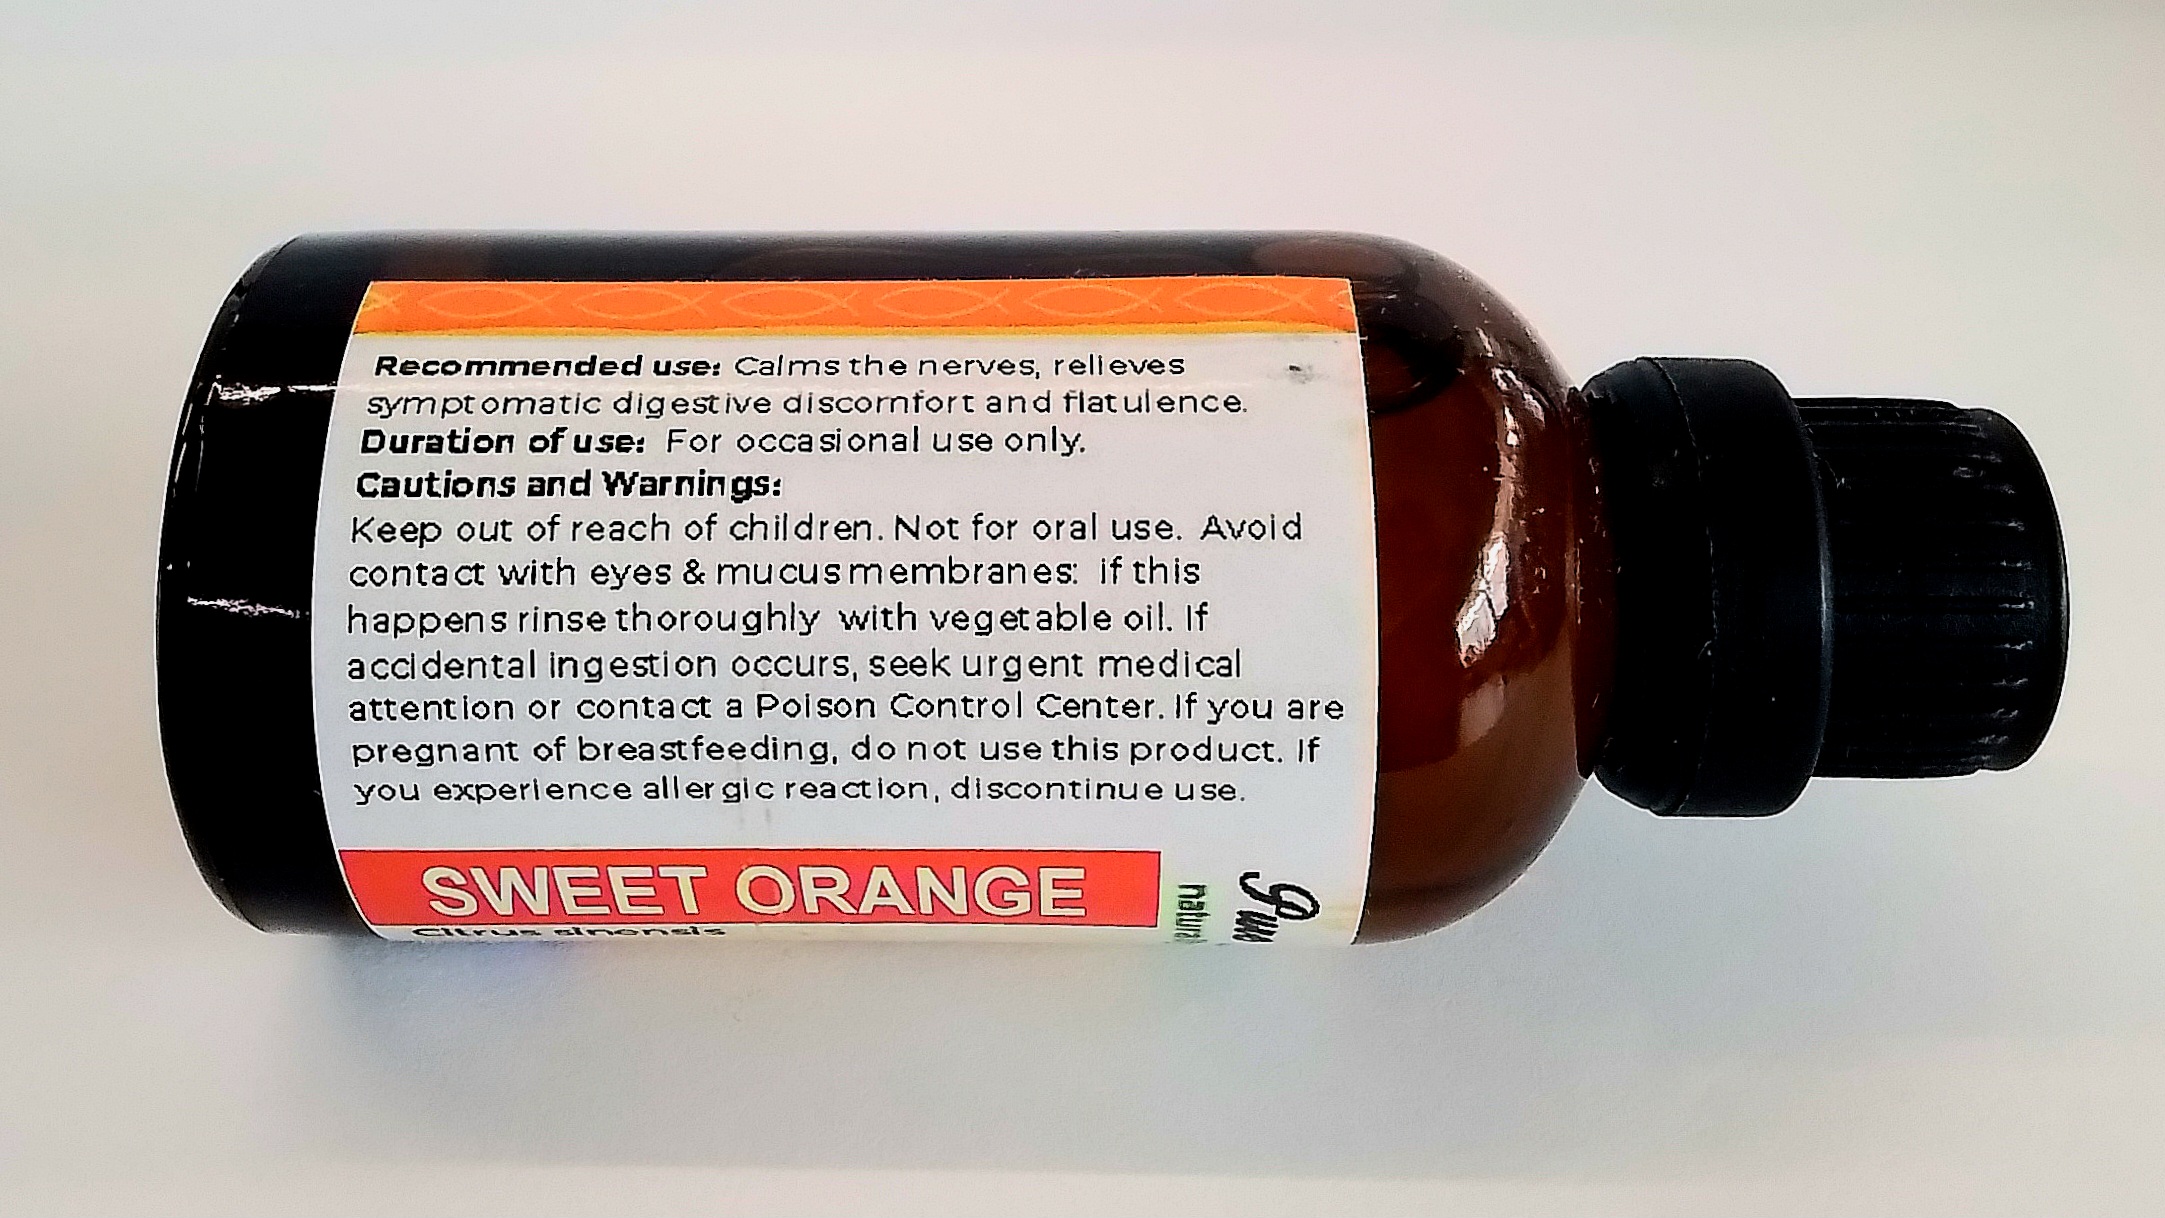 Recommended use: Calms the nerves, relieves
symptomatic digestive discomfort and flatulence.
Duration of use: For occasional use only.
Cautions and Warnings:
Keep out of reach of children. Not for oral use. Avoid
contact with eyes & mucus membranes: if this
happens rinse thoroughly with vegetable oil. If
accidental ingestion occurs, seek urgent medical
attention or contact a Poison Control Center. If you are
pregnant of breastfeeding, do not use this product. If
you experience allergic reaction, discontinue use.
SWEET ORANGE
Citrus sinensis